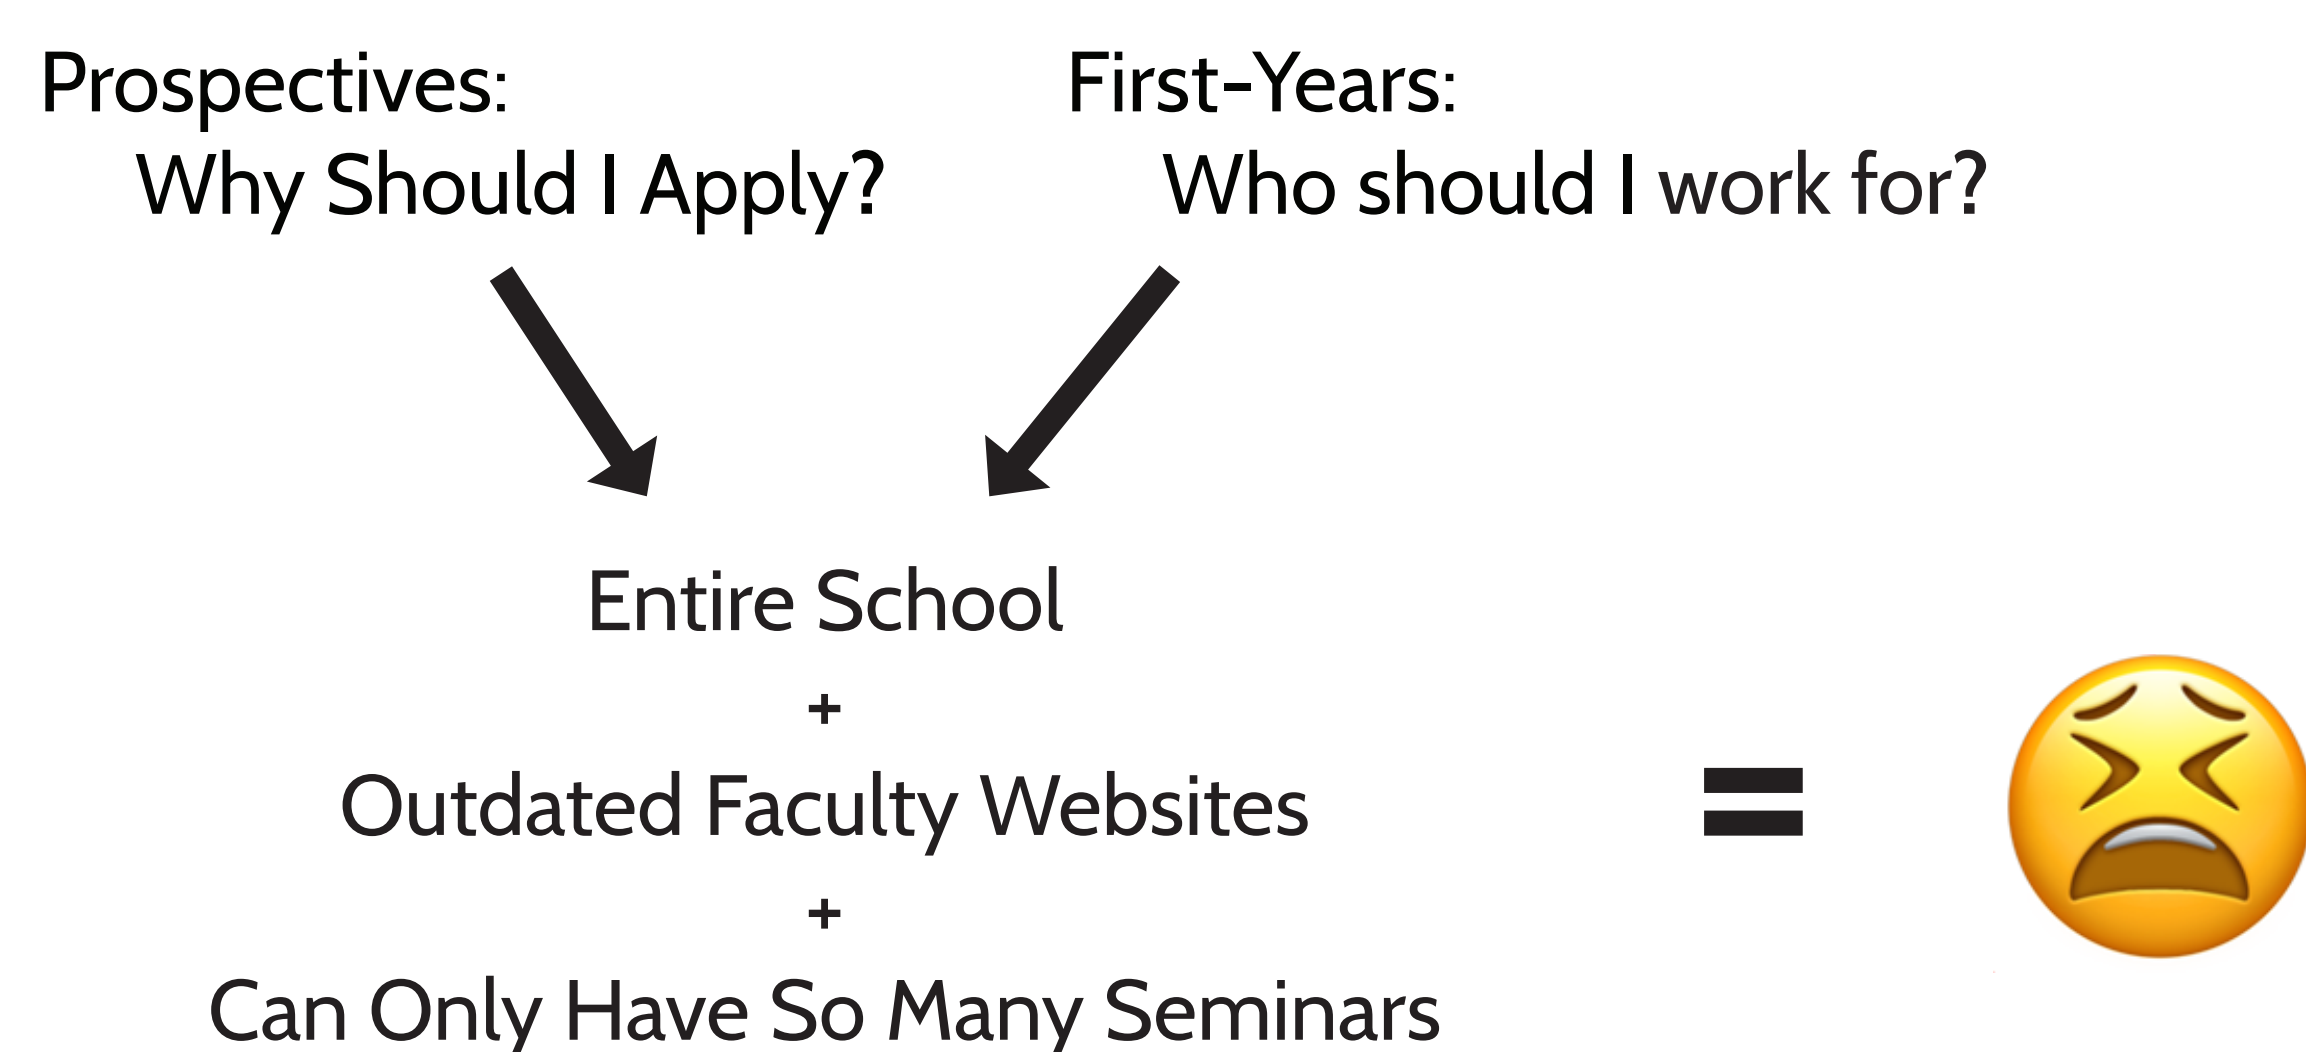 Prospectives:
Why Should I Apply?
First-Years:
Who should I work for?
Entire School
+
Outdated Faculty Websites
+
Can Only Have So Many Seminars
=